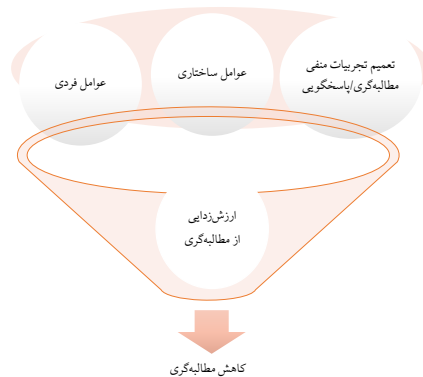 تعمیم تجربیات منفی
مطالبه‌گری/پاسخگویی
عوامل ساختاری
عوامل فردی
ارزش‌زدایی
از مطالبه‌گری
کاهش مطالبه‌گری